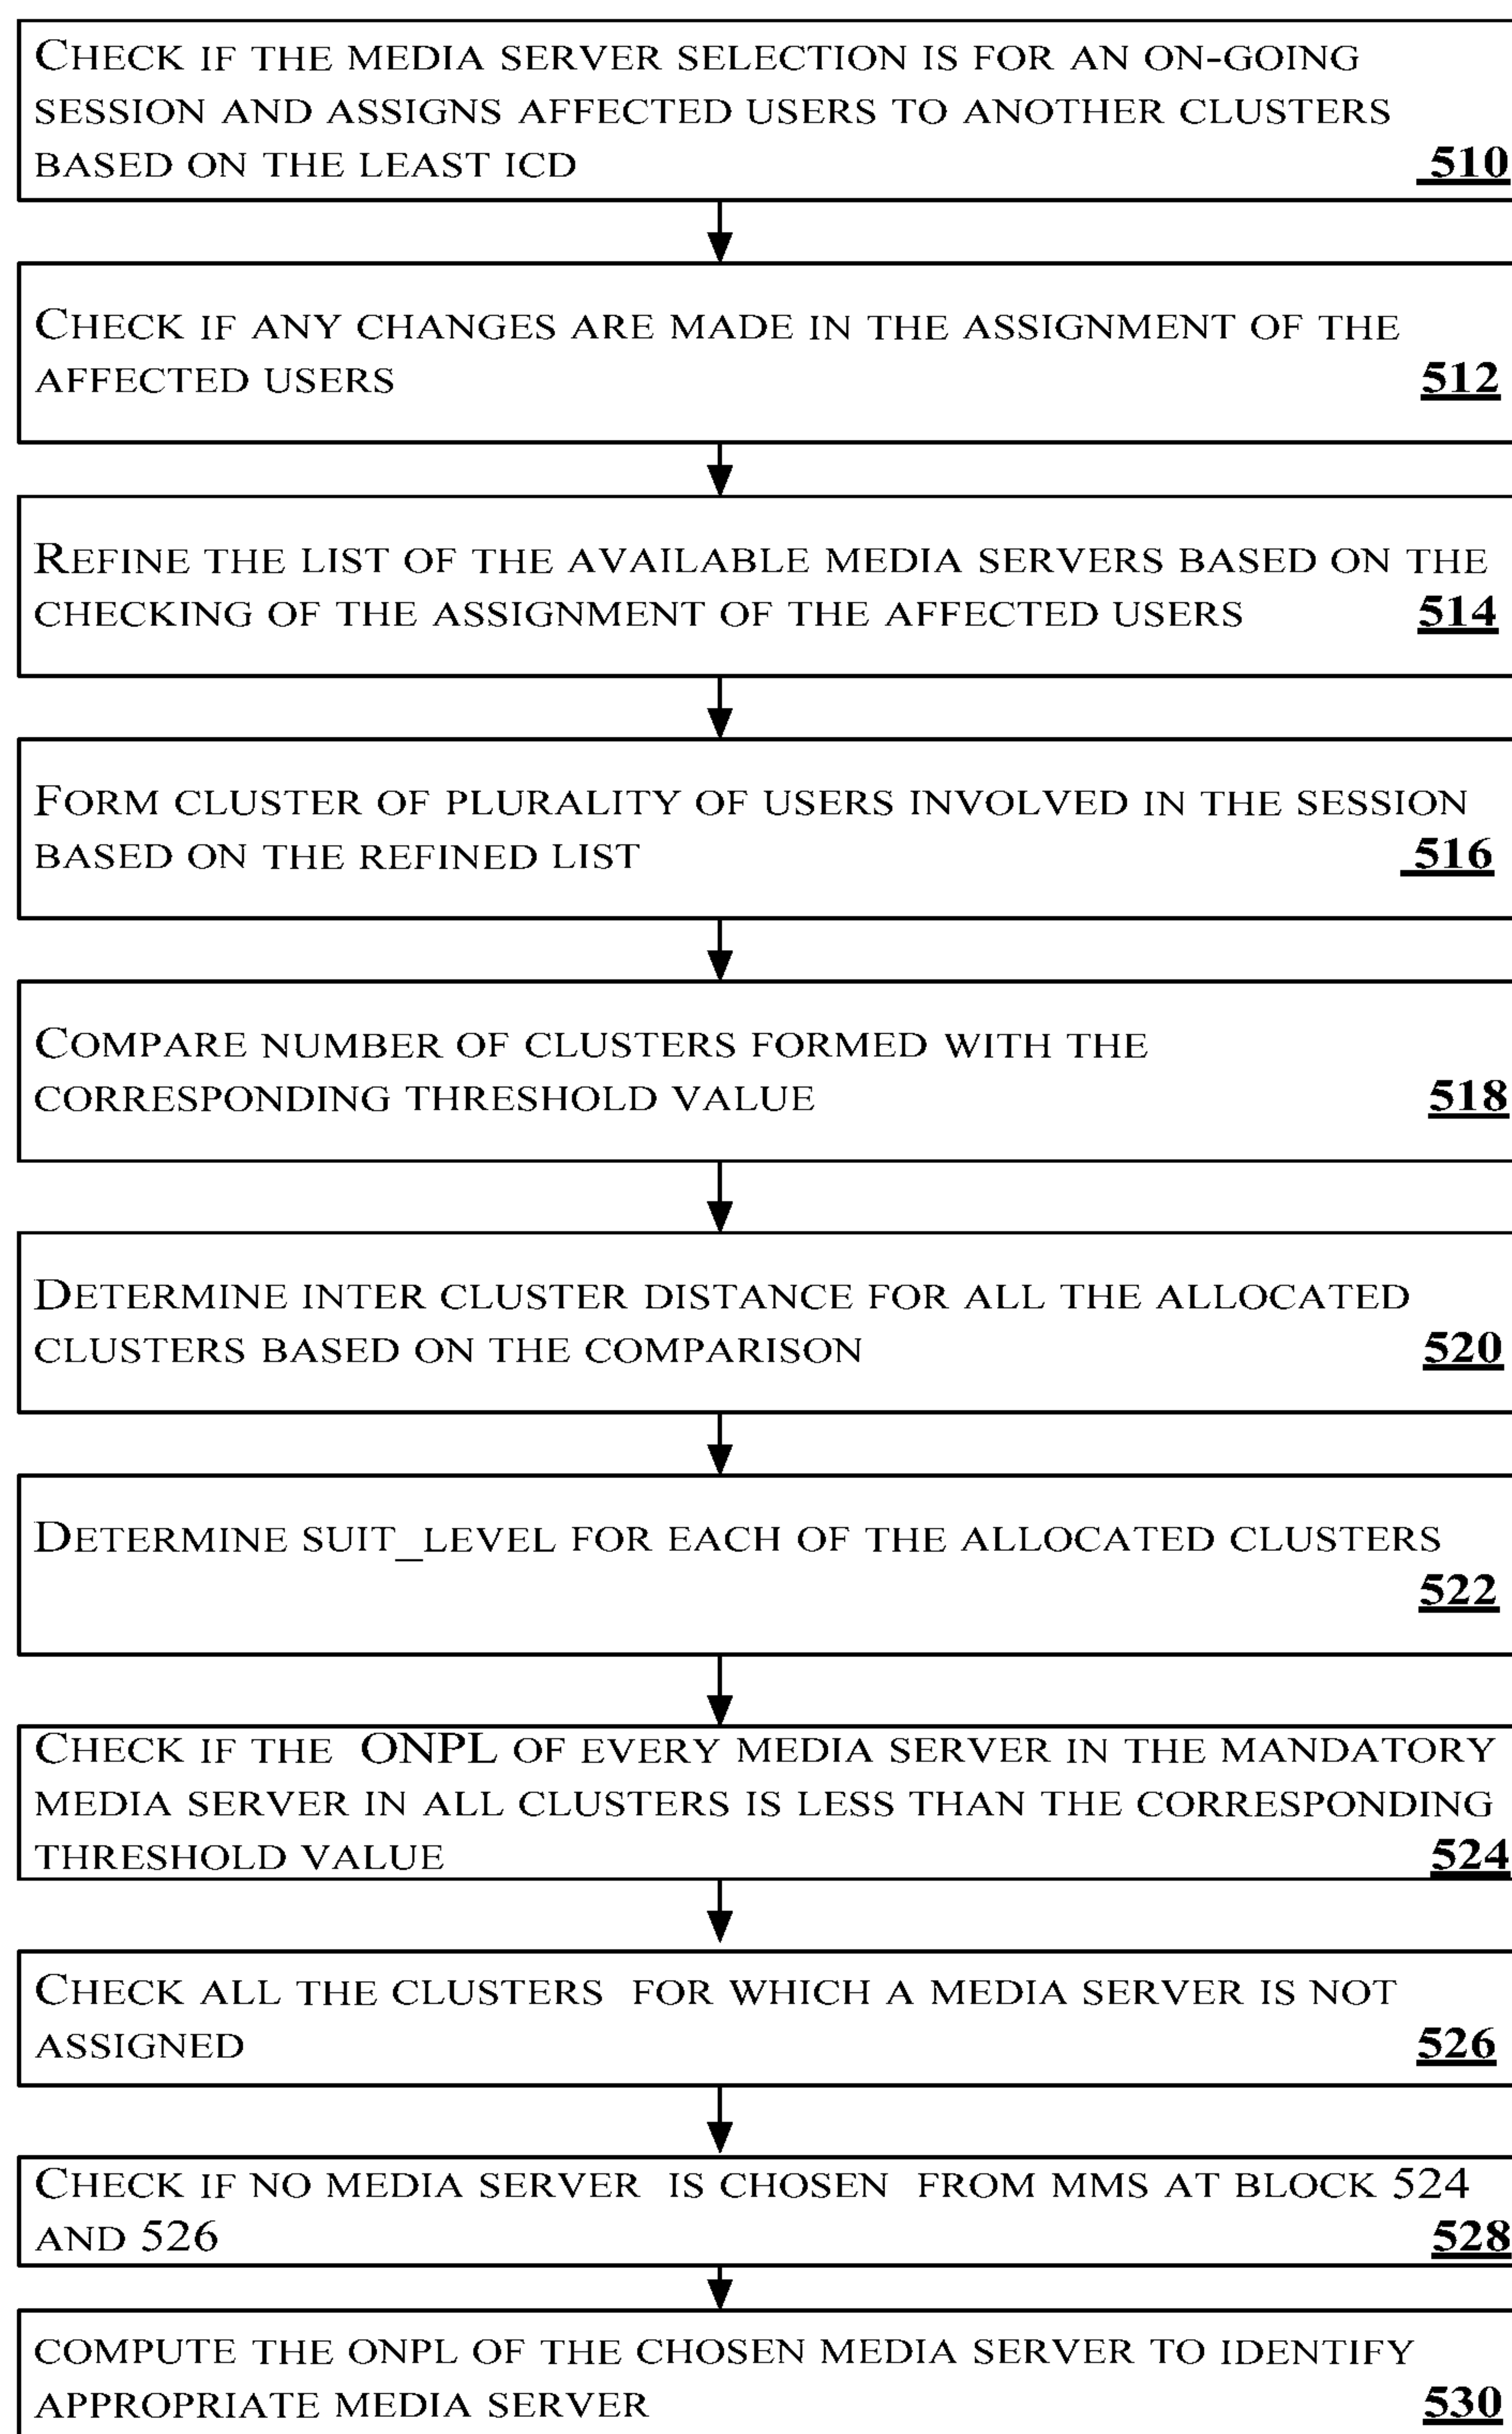 CHECK IF THE MEDIA SERVER SELECTION IS FOR AN ON-GOING
SESSION AND ASSIGNS AFFECTED USERS TO ANOTHER CLUSTERS
BASED ON THE LEAST ICD 510
CHECK IF ANY CHANGES ARE MADE IN THE ASSIGNMENT OF THE
AFFECTED USERS 512
REFINE THE LIST OF THE AVAILABLE MEDIA SERVERS BASED ON THE
CHECKING OF THE ASSIGNMENT OF THE AFFECTED USERS 514
FORM CLUSTER OF PLURALITY OF USERS INVOLVED IN THE SESSION
BASED ON THE REFINED LIST 516
COMPARE NUMBER OF CLUSTERS FORMED WITH THE
CORRESPONDING THRESHOLD VALUE 518
DETERMINE INTER CLUSTER DISTANCE FOR ALL THE ALLOCATED
CLUSTERS BASED ON THE COMPARISON 520
DETERMINE SUIT_LEVEL FOR EACH OF THE ALLOCATED CLUSTERS
522
CHECK IF THE ONPL OF EVERY MEDIA SERVER IN THE MANDATORY
MEDIA SERVER IN ALL CLUSTERS IS LESS THAN THE CORRESPONDING
THRESHOLD VALUE 524
CHECK ALL THE CLUSTERS FOR WHICH A MEDIA SERVER IS NOT
ASSIGNED 526
CHECK IF NO MEDIA SERVER IS CHOSEN FROM MMS AT BLOCK 524
AND 526 528
COMPUTE THE ONPL OF THE CHOSEN MEDIA SERVER TO IDENTIFY
APPROPRIATE MEDIA SERVER 530